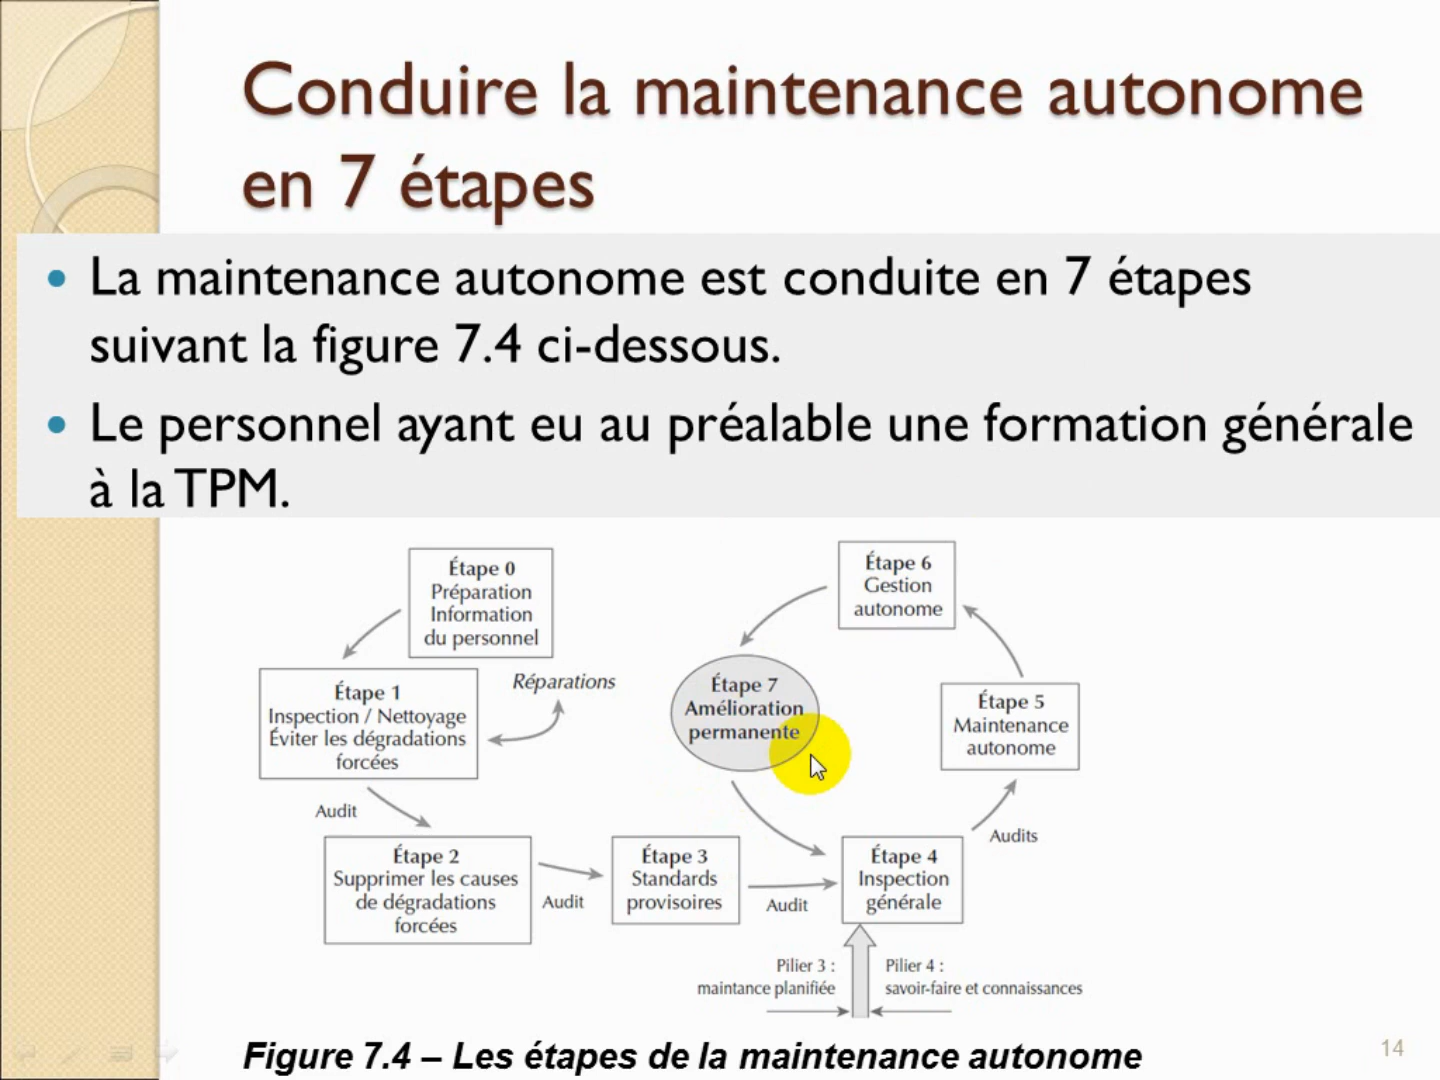 Conduire la maintenance autonome
en 7 étapes
La maintenance autonome est conduite en 7 étapes
suivant la figure 7.4 ci-dessous.
Le personnel ayant eu au préalable une formation générale
à la TPM.
Étape 0
Préparation
Information
du personnel
Étape 1
Inspection / Nettoyage
Éviter les dégradations
forcées
Réparations
Audit
Étape 2
Supprimer les causes
de dégradations
forcées
Audit
Étape 3
Standards
provisoires
Audit
Étape 4
Inspection
générale
Audits
Étape 5
Maintenance
autonome
Étape 6
Gestion
autonome
Étape 7
Amélioration
permanente
Pilier 3 :
maintance planifiée
Pilier 4 :
savoir-faire et connaissances
Figure 7.4 – Les étapes de la maintenance autonome
14